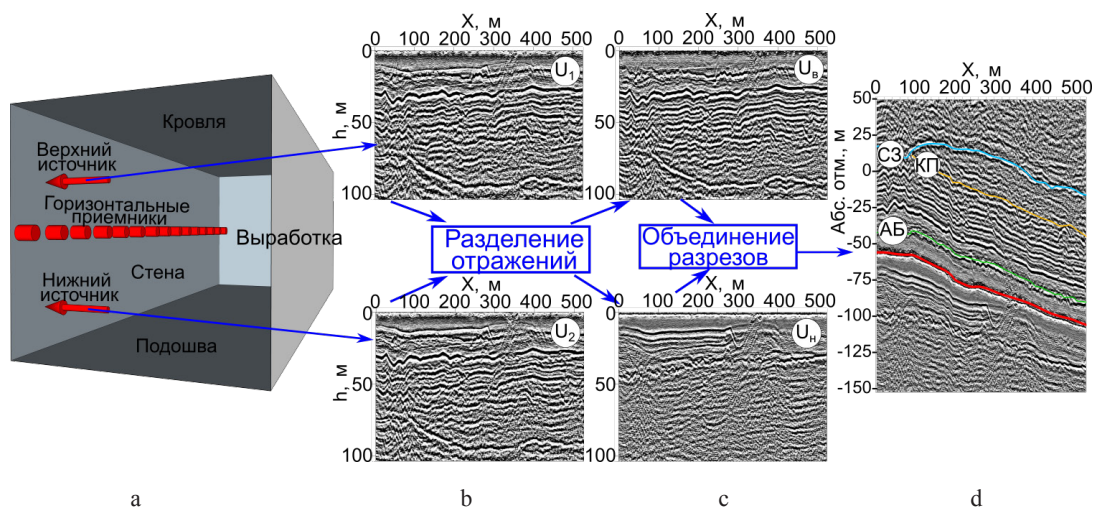 Кровля
Верхний
источник
Горизонтальные
приемники
Выработка
Стена
Нижний
источник
Подошва
a
X, м
0 100 200 300 400 500
0
50
100
h, м
U₁
Разделение
отражений
X, м
0 100 200 300 400 500
0
50
100
h, м
U₂
b
X, м
0 100 200 300 400 500
0
50
100
Uв
Объединение
разрезов
X, м
0 100 200 300 400 500
0
50
100
Uн
c
X, м
0 100 200 300 400 500
50
25
0
-25
-50
-75
-100
-125
-150
Абс. отм., м
СЗ
КП
АБ
d